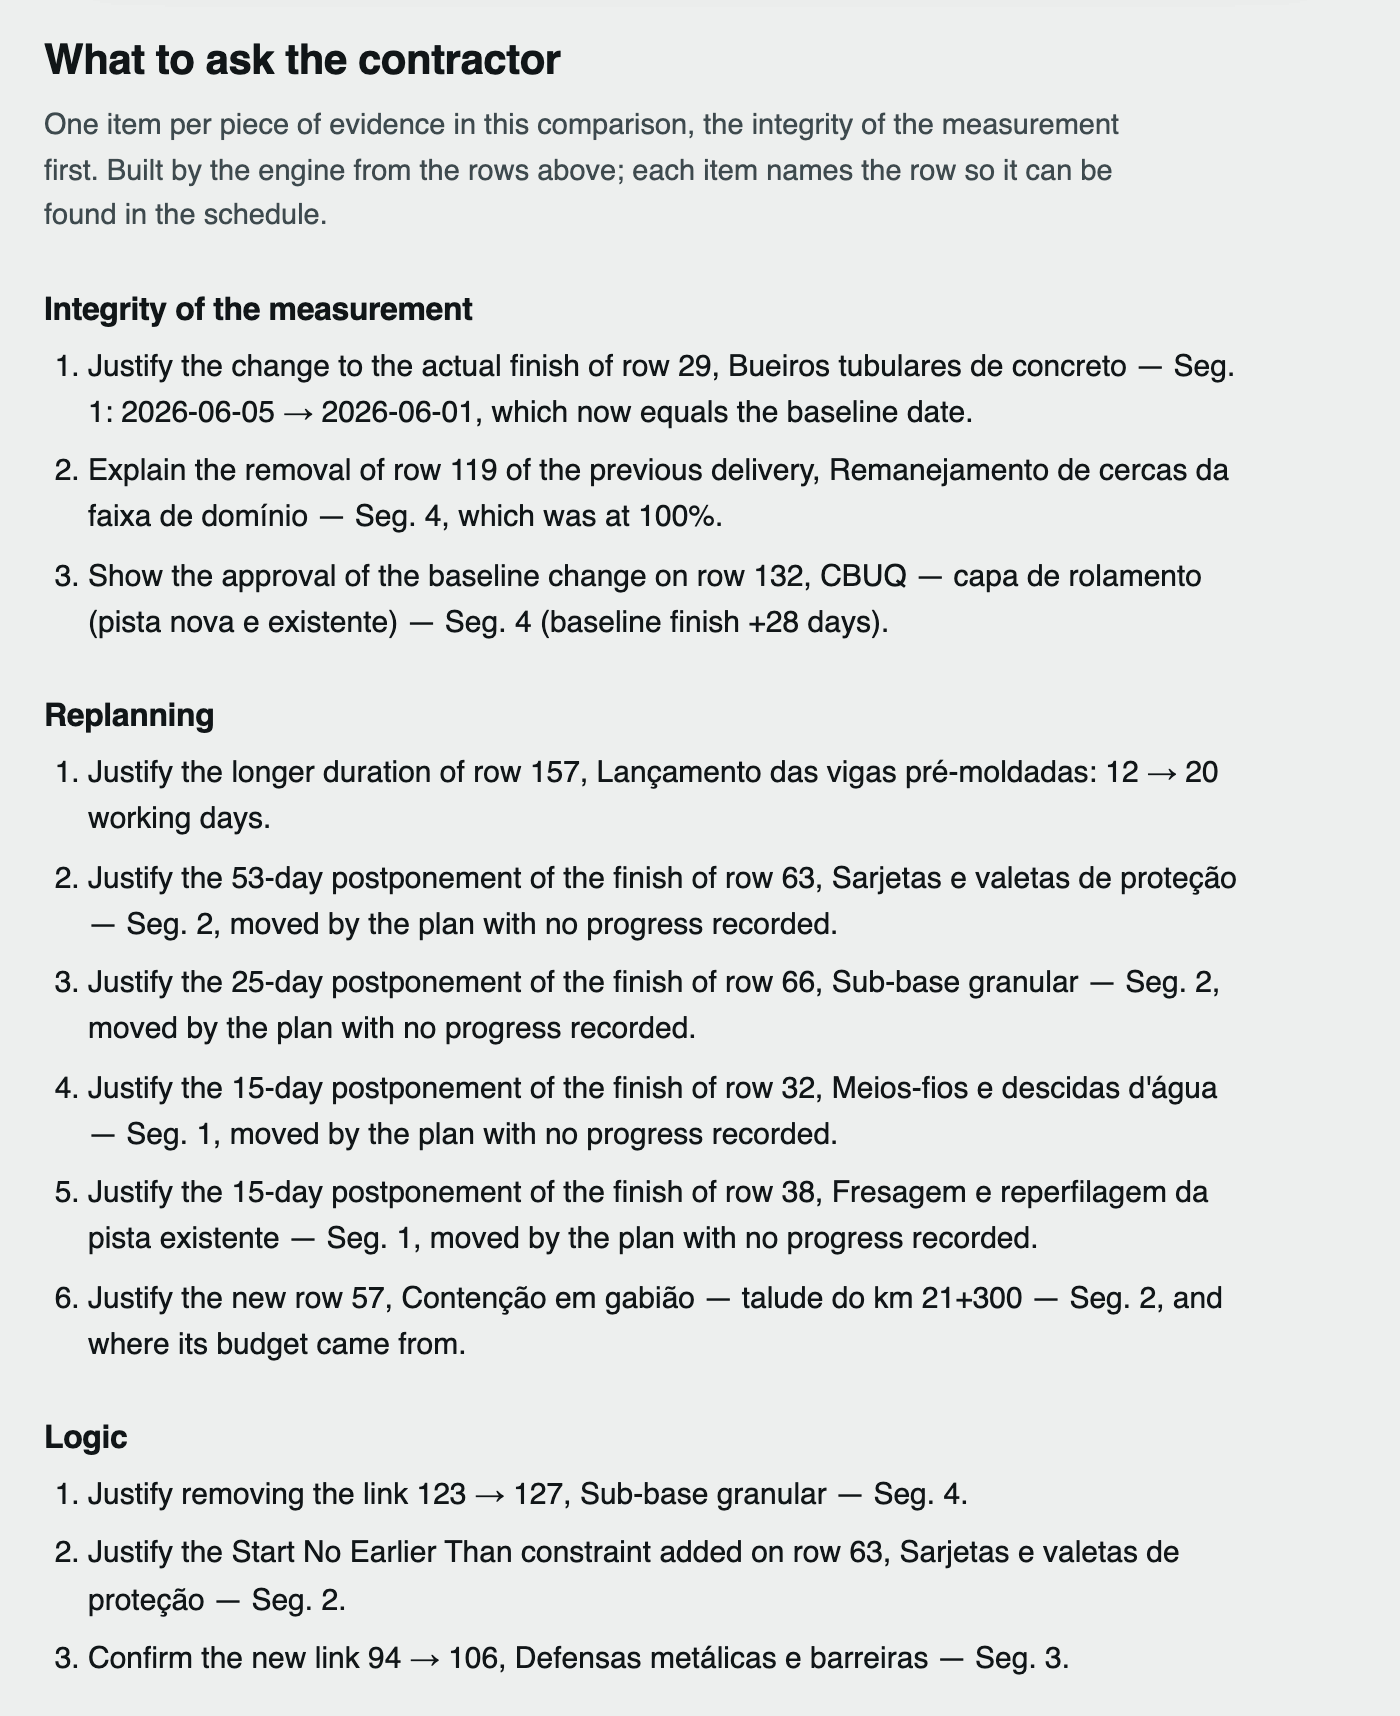 What to ask the contractor
One item per piece of evidence in this comparison, the integrity of the measurement
first. Built by the engine from the rows above; each item names the row so it can be
found in the schedule.
Integrity of the measurement
1. Justify the change to the actual finish of row 29, Bueiros tubulares de concreto — Seg.
1: 2026-06-05 → 2026-06-01, which now equals the baseline date.
2. Explain the removal of row 119 of the previous delivery, Remanejamento de cercas da
faixa de domínio — Seg. 4, which was at 100%.
3. Show the approval of the baseline change on row 132, CBUQ — capa de rolamento
(pista nova e existente) — Seg. 4 (baseline finish +28 days).
Replanning
1. Justify the longer duration of row 157, Lançamento das vigas pré-moldadas: 12 → 20
working days.
2. Justify the 53-day postponement of the finish of row 63, Sarjetas e valetas de proteção
— Seg. 2, moved by the plan with no progress recorded.
3. Justify the 25-day postponement of the finish of row 66, Sub-base granular — Seg. 2,
moved by the plan with no progress recorded.
4. Justify the 15-day postponement of the finish of row 32, Meios-fios e descidas d'água
— Seg. 1, moved by the plan with no progress recorded.
5. Justify the 15-day postponement of the finish of row 38, Fresagem e reperfilagem da
pista existente — Seg. 1, moved by the plan with no progress recorded.
6. Justify the new row 57, Contenção em gabião — talude do km 21+300 — Seg. 2, and
where its budget came from.
Logic
1. Justify removing the link 123 → 127, Sub-base granular — Seg. 4.
2. Justify the Start No Earlier Than constraint added on row 63, Sarjetas e valetas de
proteção — Seg. 2.
3. Confirm the new link 94 → 106, Defensas metálicas e barreiras — Seg. 3.